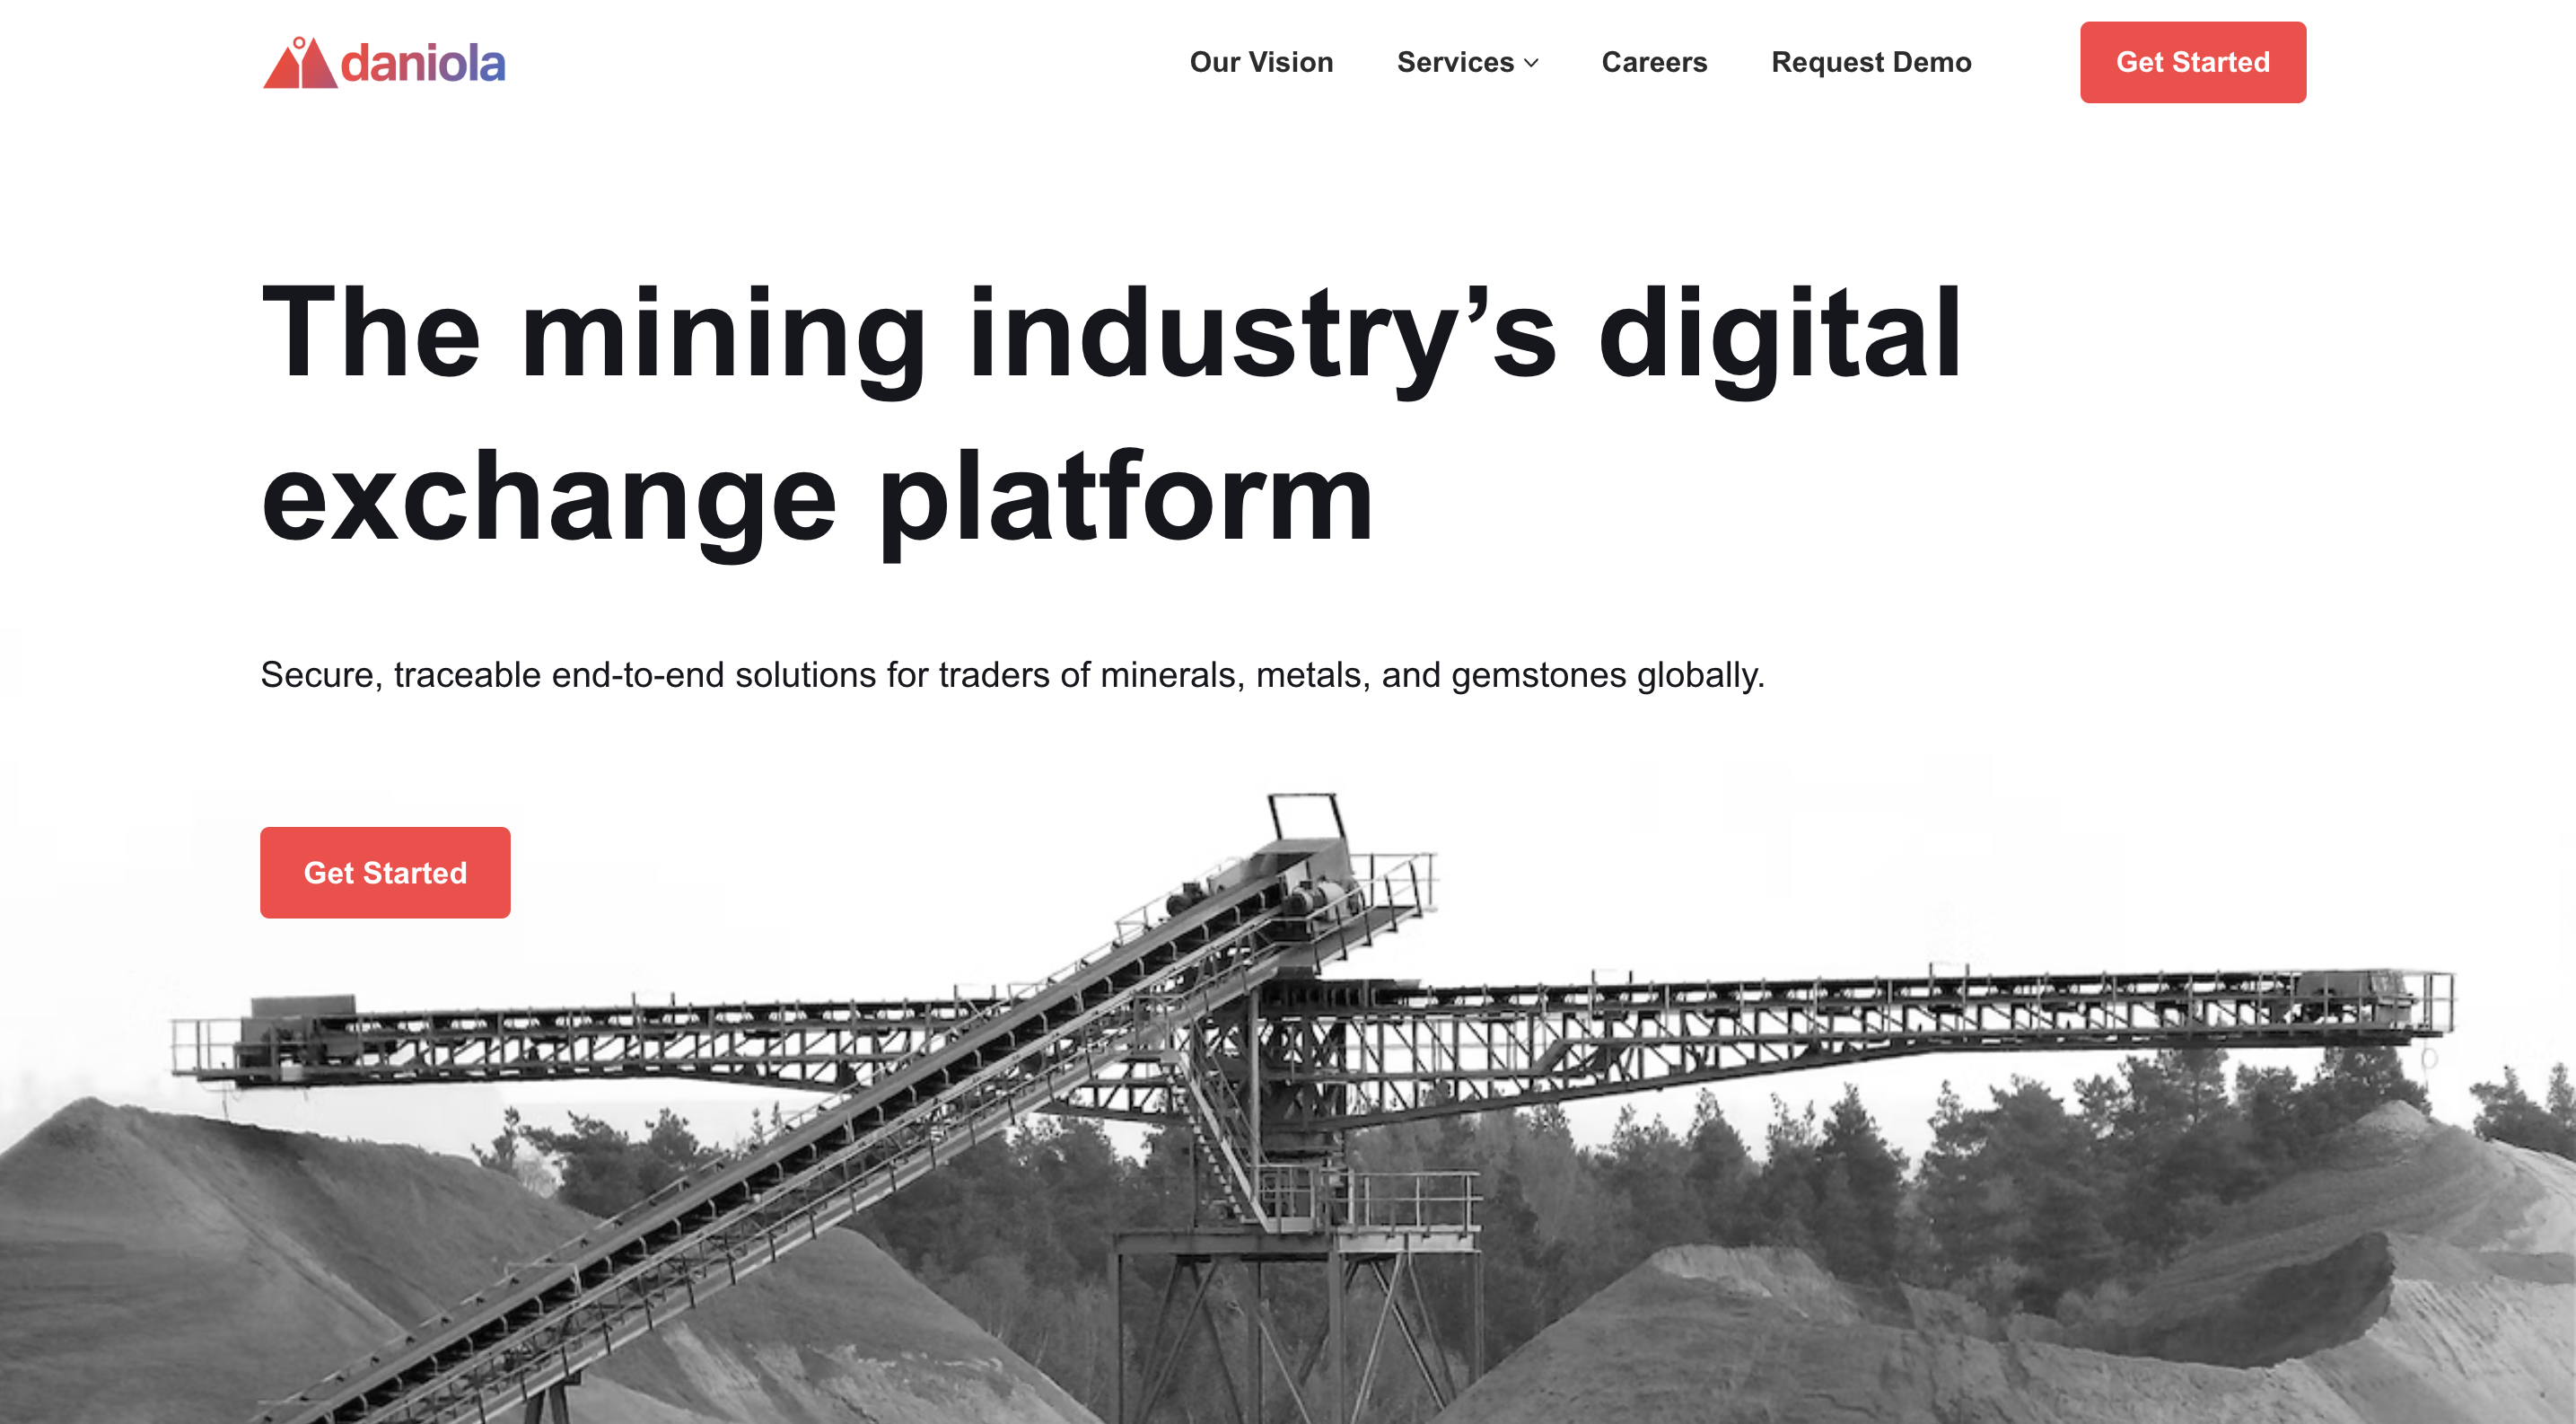 daniola
Our Vision
Services
Careers
Request Demo
Get Started
The mining industry’s digital
exchange platform
Secure, traceable end-to-end solutions for traders of minerals, metals, and gemstones globally.
Get Started